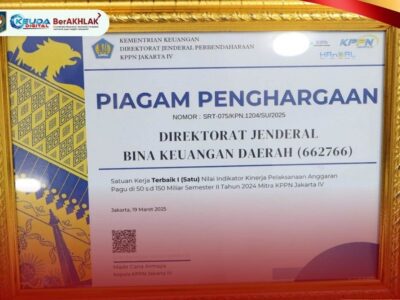 KEUDA
DIGITAL
BerAKHLAK
KEMENTRIAN KEUANGAN
DIREKTORAT JENDERAL PERBENDAHARAAN
KPPN JAKARTA IV
KPPN
HANDAL
PIAGAM PENGHARGAAN
NOMOR : SRT-075/KPN.1204/SU/2025
DIREKTORAT JENDERAL
BINA KEUANGAN DAERAH (662766)
Satuan Kerja Terbaik I (Satu) Nilai Indikator Kinerja Pelaksanaan Anggaran
Pagu di 50 s.d 150 Miliar Semester II Tahun 2024 Mitra KPPN Jakarta IV
Jakarta, 19 Maret 2025
Kepala KPPN Jakarta IV